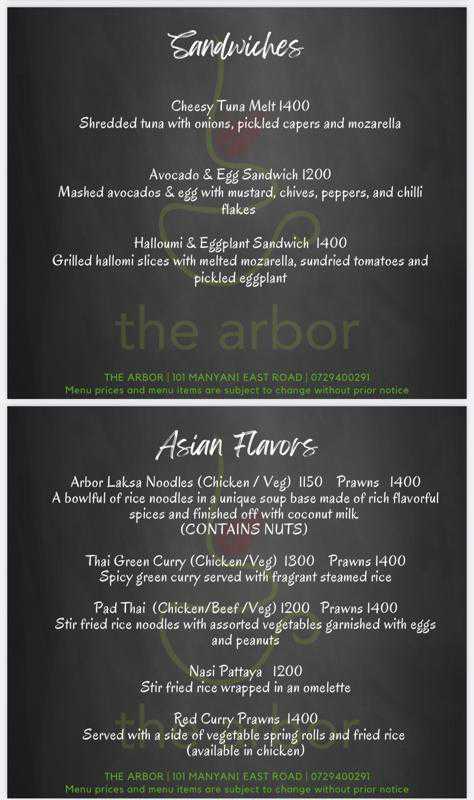 Sandwiches
Cheesy Tuna Melt 1400
Shredded tuna with onions, pickled capers and mozarella
Avocado & Egg Sandwich 1200
Mashed avocados & egg with mustard, chives, peppers, and chilli
flakes
Halloumi & Eggplant Sandwich 1400
Grilled hallomi slices with melted mozarella, sundried tomatoes and
pickled eggplant
the arbor
THE ARBOR | 101 MANYANI EAST ROAD | 0729400291
Menu prices and menu items are subject to change without prior notice
Asian Flavors
Arbor Laksa Noodles (Chicken / Veg) 1150 Prawns 1400
A bowlful of rice noodles in a unique soup base made of rich flavorful
spices and finished off with coconut milk
(CONTAINS NUTS)
Thai Green Curry (Chicken/Veg) 1300 Prawns 1400
Spicy green curry served with fragrant steamed rice
Pad Thai (Chicken/Beef /Veg) 1200 Prawns 1400
Stir fried rice noodles with assorted vegetables garnished with eggs
and peanuts
Nasi Pattaya 1200
Stir fried rice wrapped in an omelette
Red Curry Prawns 1400
Served with a side of vegetable spring rolls and fried rice
(available in chicken)
the arbor
THE ARBOR | 101 MANYANI EAST ROAD | 0729400291
Menu prices and menu items are subject to change without prior notice